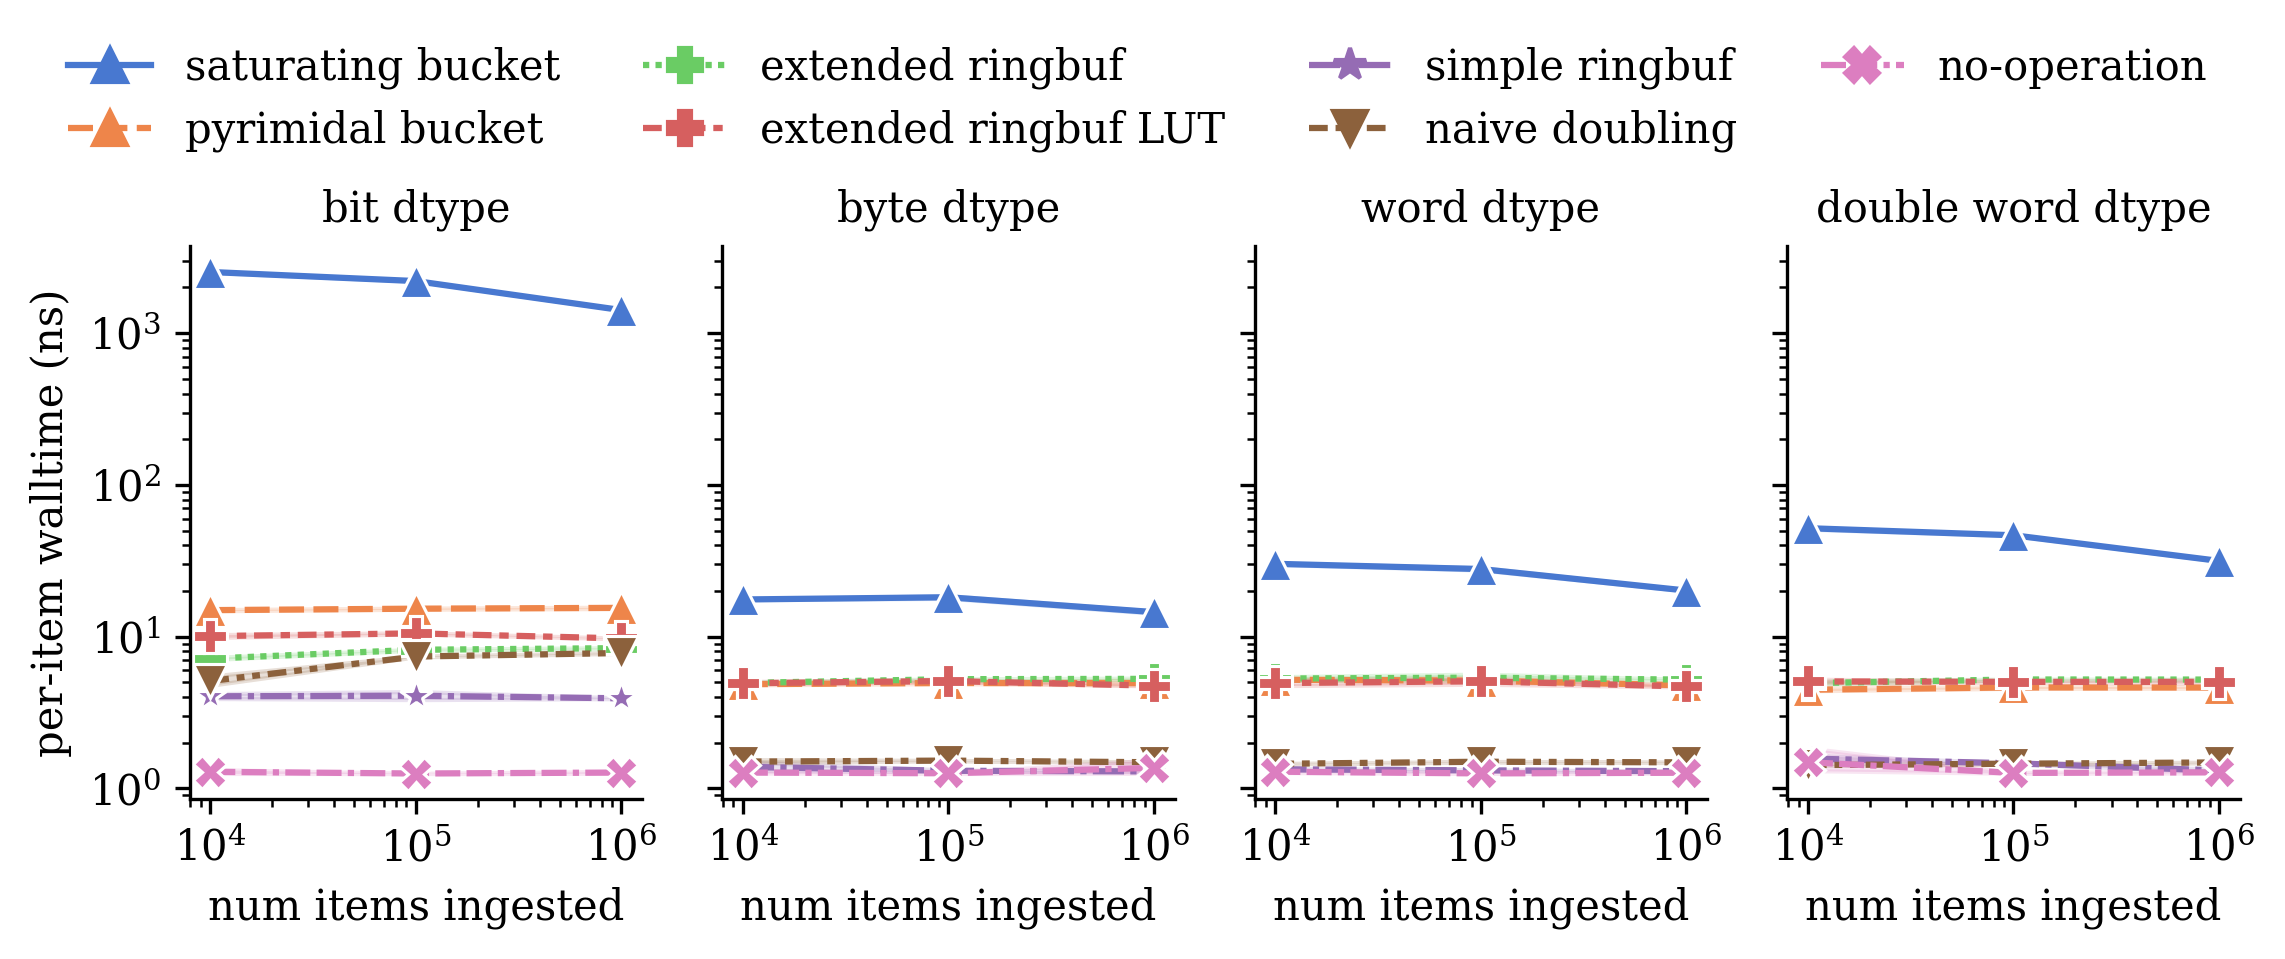 saturating bucket extended ringbuf simple ringbuf no-operation
pyrimidal bucket extended ringbuf LUT naive doubling
bit dtype byte dtype word dtype double word dtype
per-item walltime (ns)
10³
10²
10¹
10⁰
10⁴ 10⁵ 10⁶ 10⁴ 10⁵ 10⁶ 10⁴ 10⁵ 10⁶ 10⁴ 10⁵ 10⁶
num items ingested num items ingested num items ingested num items ingested